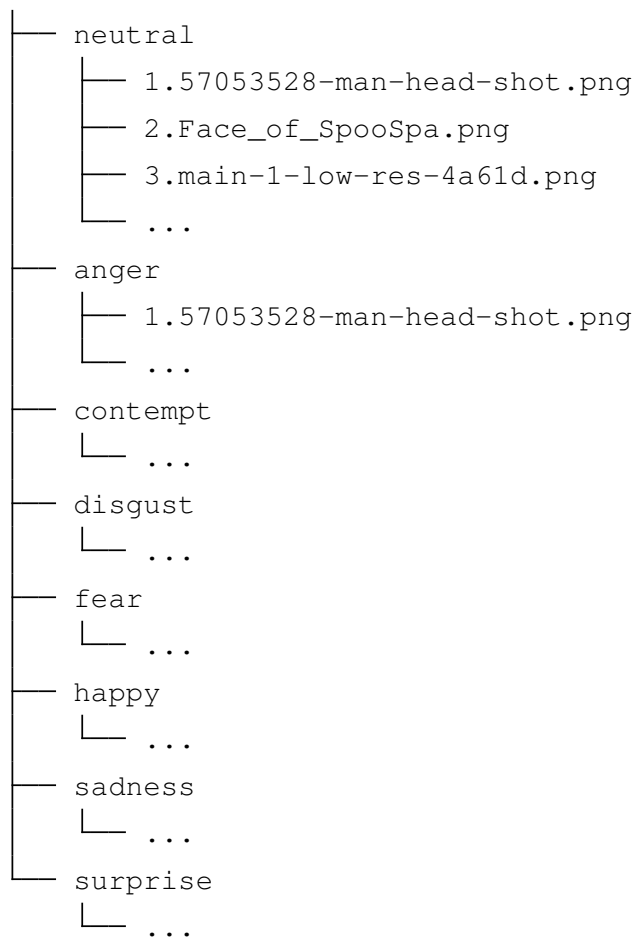 neutral
1.57053528-man-head-shot.png
2.Face_of_SpooSpa.png
3.main-1-low-res-4a61d.png
...
anger
1.57053528-man-head-shot.png
...
contempt
...
disgust
...
fear
...
happy
...
sadness
...
surprise
...